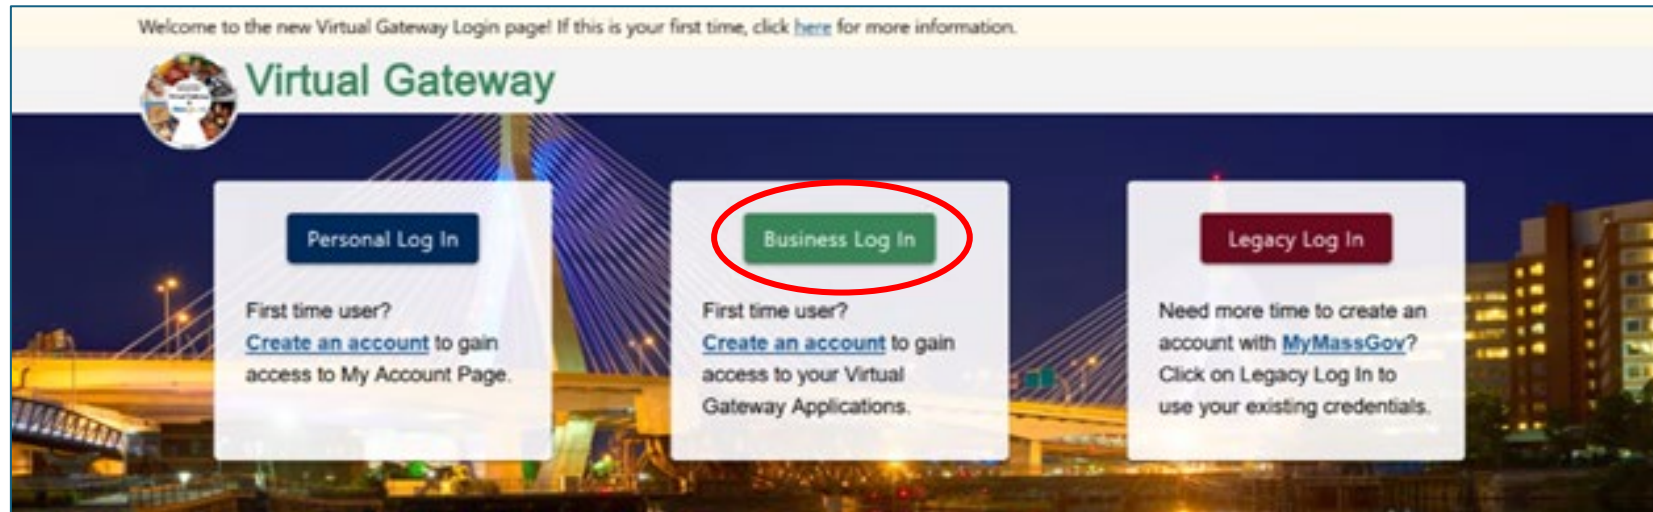 Welcome to the new Virtual Gateway Login page! If this is your first time, click here for more information.
Virtual Gateway
Personal Log In
First time user?
Create an account to gain
access to My Account Page.
Business Log In
First time user?
Create an account to gain
access to your Virtual
Gateway Applications.
Legacy Log In
Need more time to create an
account with MyMassGov?
Click on Legacy Log In to
use your existing credentials.